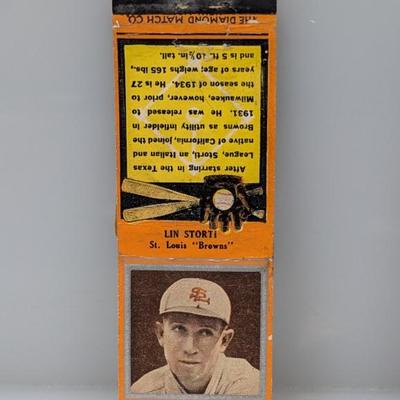 THE DIAMOND MATCH CO.
After starring in the Texas
League, Storti, an Italian and
native of California, joined the
Browns as utility infielder in
1931. He was released to
Milwaukee, however, prior to
the season of 1934. He is 27
years of age; weighs 165 lbs.,
and is 5 ft. 10½ in. tall.
LIN STORTI
St. Louis "Browns"
STL